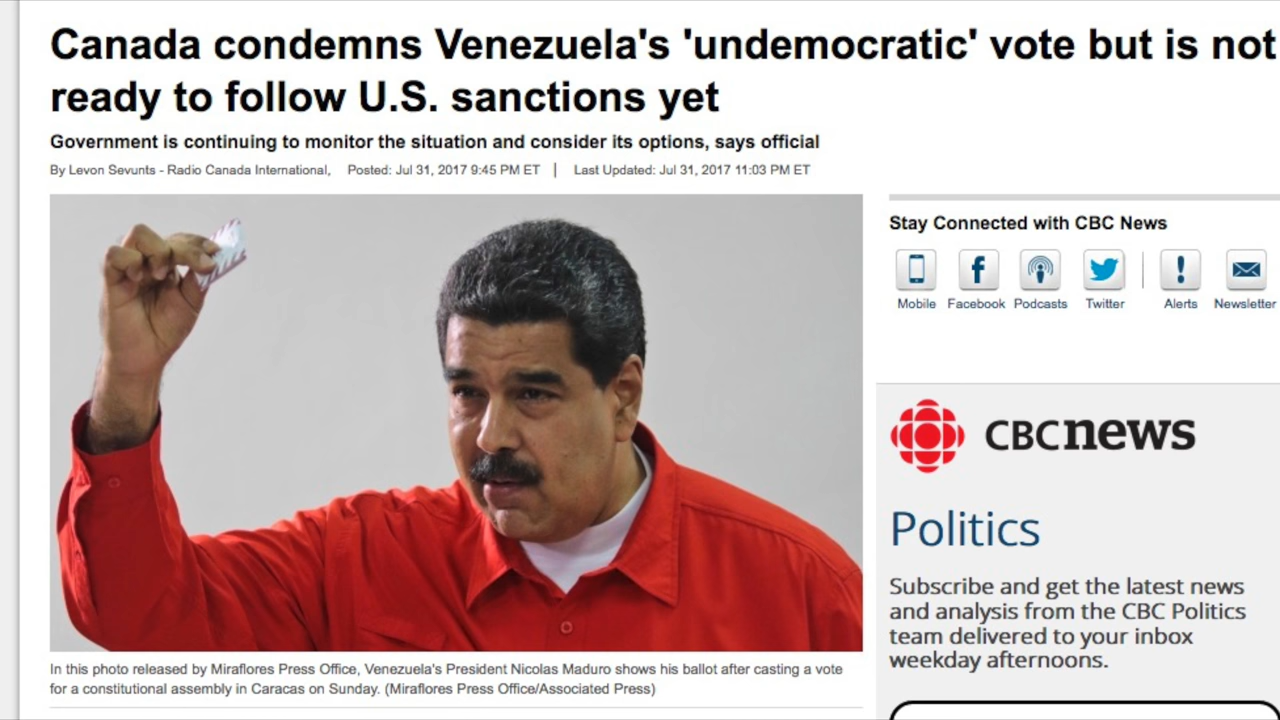 Canada condemns Venezuela's 'undemocratic' vote but is not
ready to follow U.S. sanctions yet
Government is continuing to monitor the situation and consider its options, says official
By Levon Sevunts - Radio Canada International, Posted: Jul 31, 2017 9:45 PM ET | Last Updated: Jul 31, 2017 11:03 PM ET
In this photo released by Miraflores Press Office, Venezuela's President Nicolas Maduro shows his ballot after casting a vote
for a constitutional assembly in Caracas on Sunday. (Miraflores Press Office/Associated Press)
Stay Connected with CBC News
Mobile Facebook Podcasts Twitter Alerts Newsletter
CBCnews
Politics
Subscribe and get the latest news
and analysis from the CBC Politics
team delivered to your inbox
weekday afternoons.